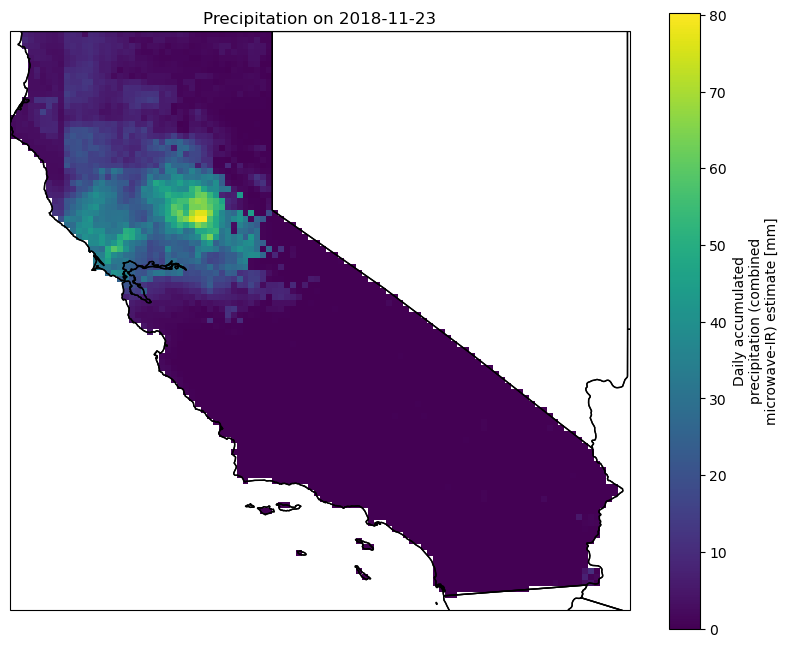 Precipitation on 2018-11-23
80
70
60
50
40
30
20
10
0
Daily accumulated
precipitation (combined
microwave-IR) estimate [mm]